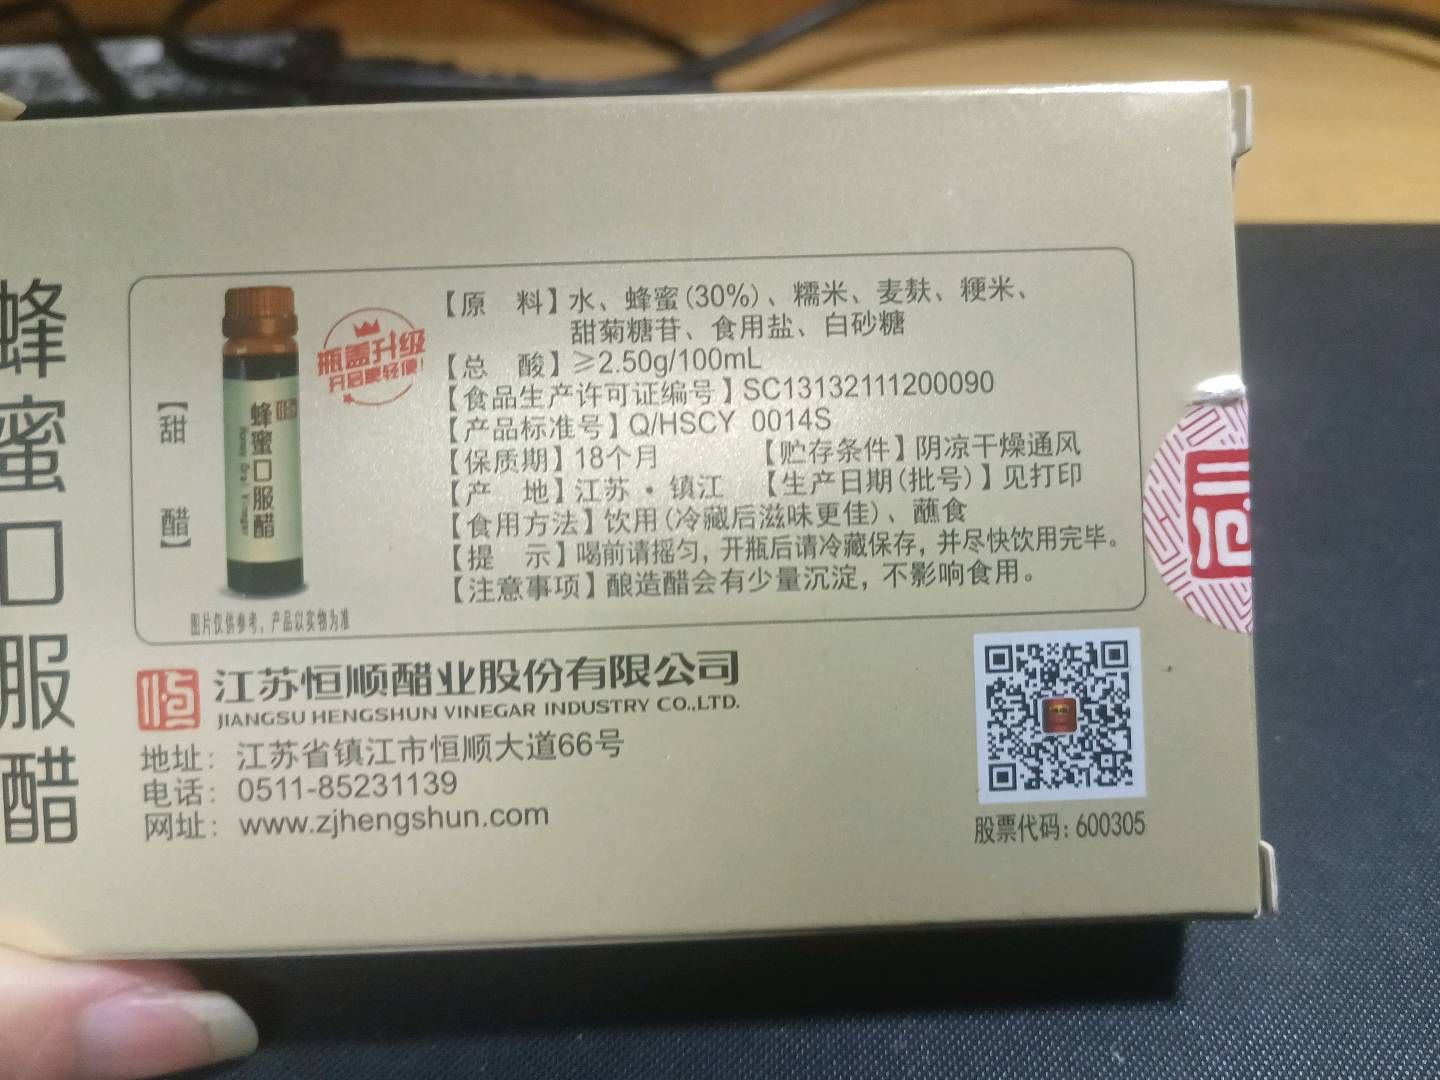 蜂蜜口服醋
【甜醋】
蜂蜜口服醋
Honey Oral Vinegar
瓶盖升级
开启更轻便!
图片仅供参考，产品以实物为准
【原 料】水、蜂蜜(30%)、糯米、麦麸、粳米、
甜菊糖苷、食用盐、白砂糖
【总 酸】≥2.50g/100mL
【食品生产许可证编号】SC13132111200090
【产品标准号】Q/HSCY 0014S
【保质期】18个月 【贮存条件】阴凉干燥通风
【产 地】江苏·镇江 【生产日期(批号)】见打印
【食用方法】饮用(冷藏后滋味更佳)、蘸食
【提 示】喝前请摇匀，开瓶后请冷藏保存，并尽快饮用完毕。
【注意事项】酿造醋会有少量沉淀，不影响食用。
恒 江苏恒顺醋业股份有限公司
JIANGSU HENGSHUN VINEGAR INDUSTRY CO.,LTD.
地址：江苏省镇江市恒顺大道66号
电话：0511-85231139
网址：www.zjhengshun.com
股票代码：600305